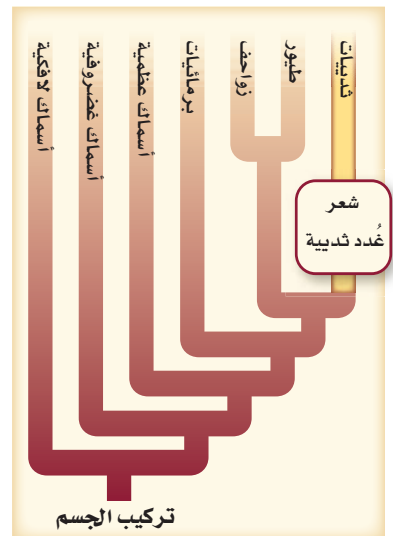 ثدييات
طيور
زواحف
برمائيات
أسماك عظمية
أسماك غضروفية
أسماك لافكية
شعر
غُدد ثديية
تركيب الجسم